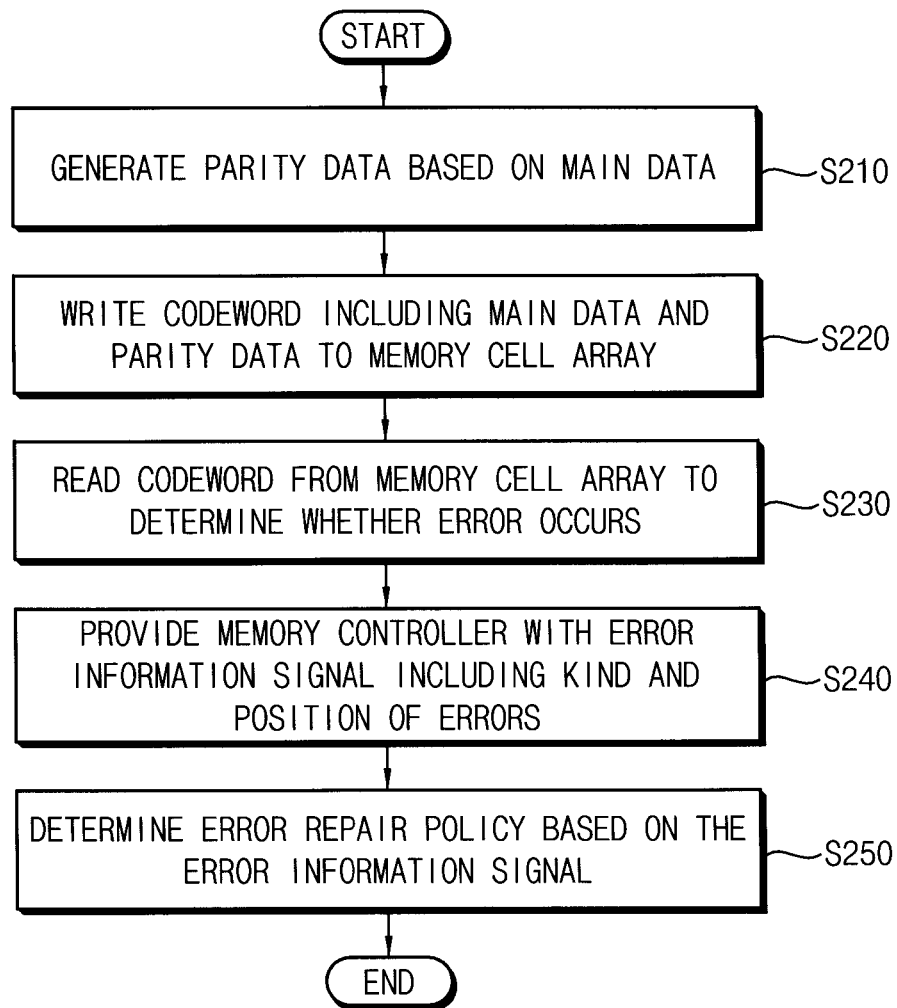 START
GENERATE PARITY DATA BASED ON MAIN DATA
S210
WRITE CODEWORD INCLUDING MAIN DATA AND
PARITY DATA TO MEMORY CELL ARRAY
S220
READ CODEWORD FROM MEMORY CELL ARRAY TO
DETERMINE WHETHER ERROR OCCURS
S230
PROVIDE MEMORY CONTROLLER WITH ERROR
INFORMATION SIGNAL INCLUDING KIND AND
POSITION OF ERRORS
S240
DETERMINE ERROR REPAIR POLICY BASED ON THE
ERROR INFORMATION SIGNAL
S250
END